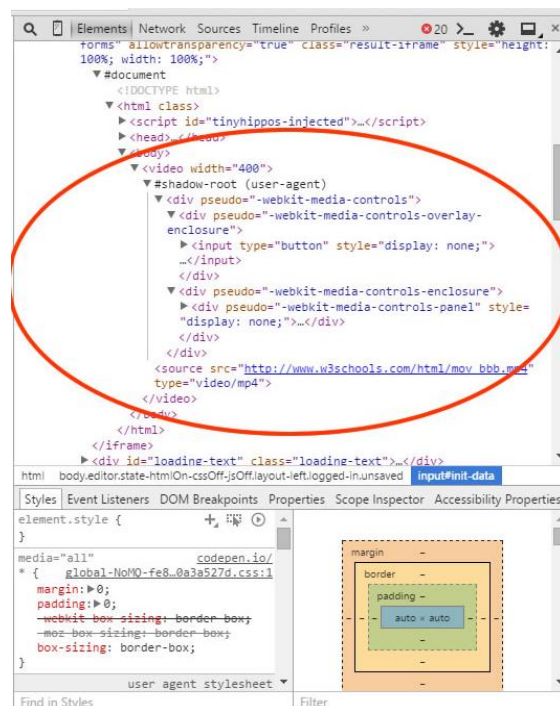 Elements Network Sources Timeline Profiles » 20
forms" allowtransparency="true" class="result-iframe" style="height:
100%; width: 100%;">
▼#document
<!DOCTYPE html>
▼<html class>
▶<script id="tinyhippos-injected">…</script>
▶<head>…</head>
▼<body>
▼<video width="400">
▼#shadow-root (user-agent)
▼<div pseudo="-webkit-media-controls">
▼<div pseudo="-webkit-media-controls-overlay-
enclosure">
▶<input type="button" style="display: none;">
…</input>
</div>
▼<div pseudo="-webkit-media-controls-enclosure">
▶<div pseudo="-webkit-media-controls-panel" style=
"display: none;">…</div>
</div>
</div>
<source src="http://www.w3schools.com/html/mov_bbb.mp4"
type="video/mp4">
</video>
</body>
</html>
</iframe>
▶<div id="loading-text" class="loading-text">…</div>
html body.editor.state-htmlOn-cssOff-jsOff.layout-left.logged-in.unsaved input#init-data
Styles Event Listeners DOM Breakpoints Properties Scope Inspector Accessibility Properties
element.style {
}
media="all" codepen.io/
* { global-NoMQ-fe8…0a3a527d.css:1
margin:▶0;
padding:▶0;
-webkit-box-sizing: border-box;
-moz-box-sizing: border-box;
box-sizing: border-box;
}
user agent stylesheet
Find in Styles
margin –
border –
padding –
– – – auto × auto – – –
–
–
–
Filter